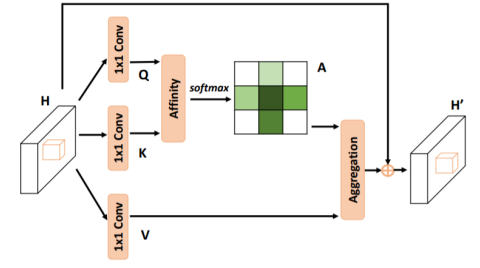 H
1x1 Conv
Q
1x1 Conv
K
1x1 Conv
V
Affinity
softmax
A
Aggregation
H'